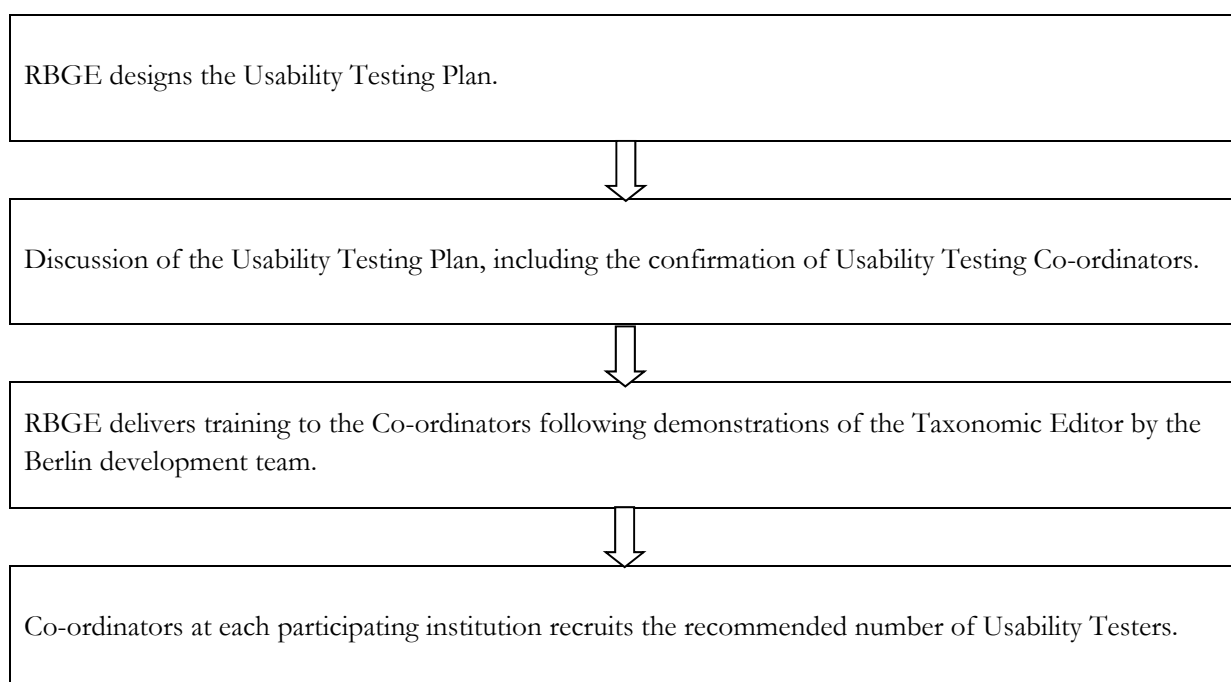 RBGE designs the Usability Testing Plan.
Discussion of the Usability Testing Plan, including the confirmation of Usability Testing Co-ordinators.
RBGE delivers training to the Co-ordinators following demonstrations of the Taxonomic Editor by the
Berlin development team.
Co-ordinators at each participating institution recruits the recommended number of Usability Testers.